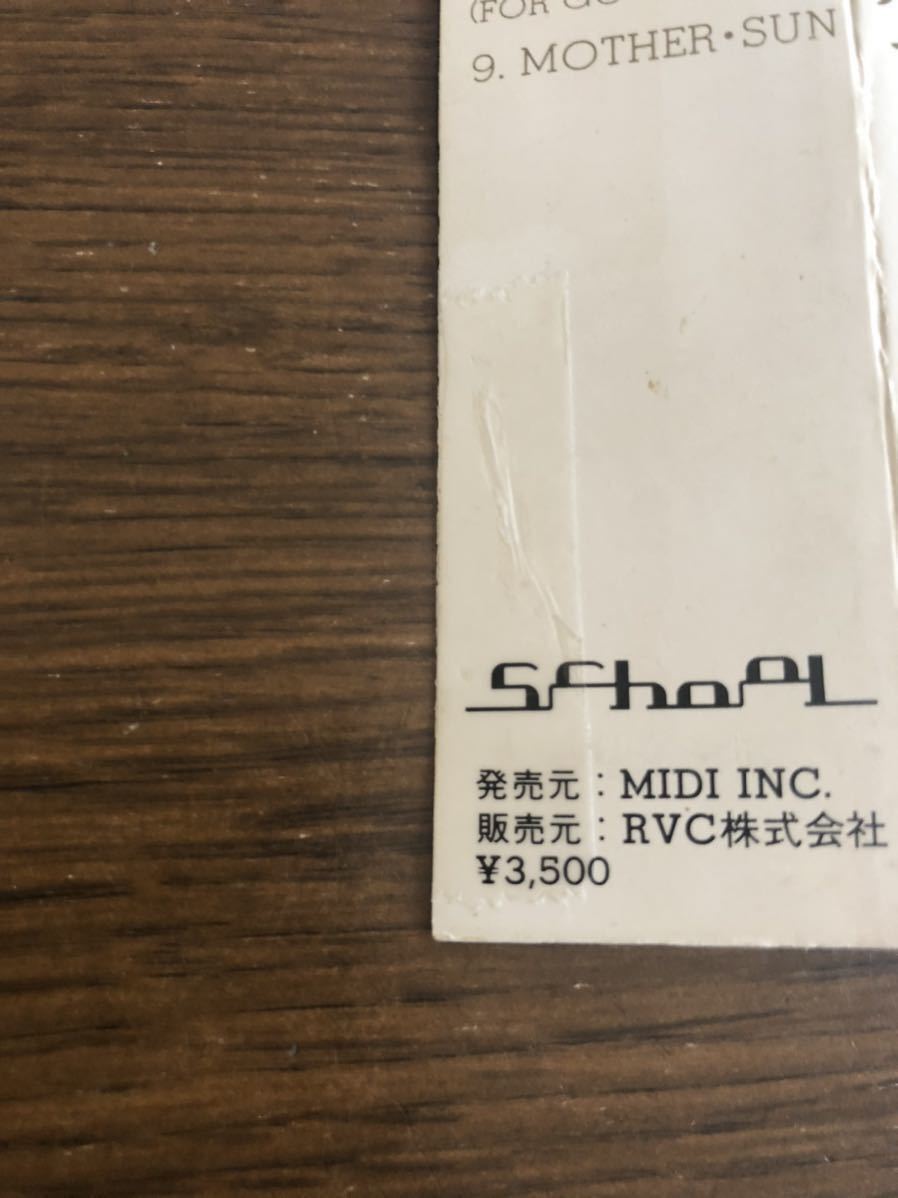 (FOR
9. MOTHER・SUN
SCHOOL
発売元：MIDI INC.
販売元：RVC株式会社
¥3,500